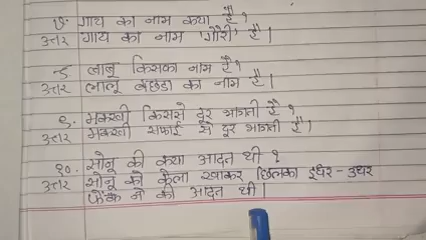 ७. गाय का नाम क्या है?
उत्तर गाय का नाम 'गौरी' है।
८. लालू किसका नाम है?
उत्तर लालू बछडा का नाम है।
९. मक्खी किससे दूर भागती है?
उत्तर मक्खी सफाई से दूर भागती है।
१०. सोनू की क्या आदत थी?
उत्तर सोनू को केला खाकर छिलका इधर-उधर
फेंक ने की आदत थी।